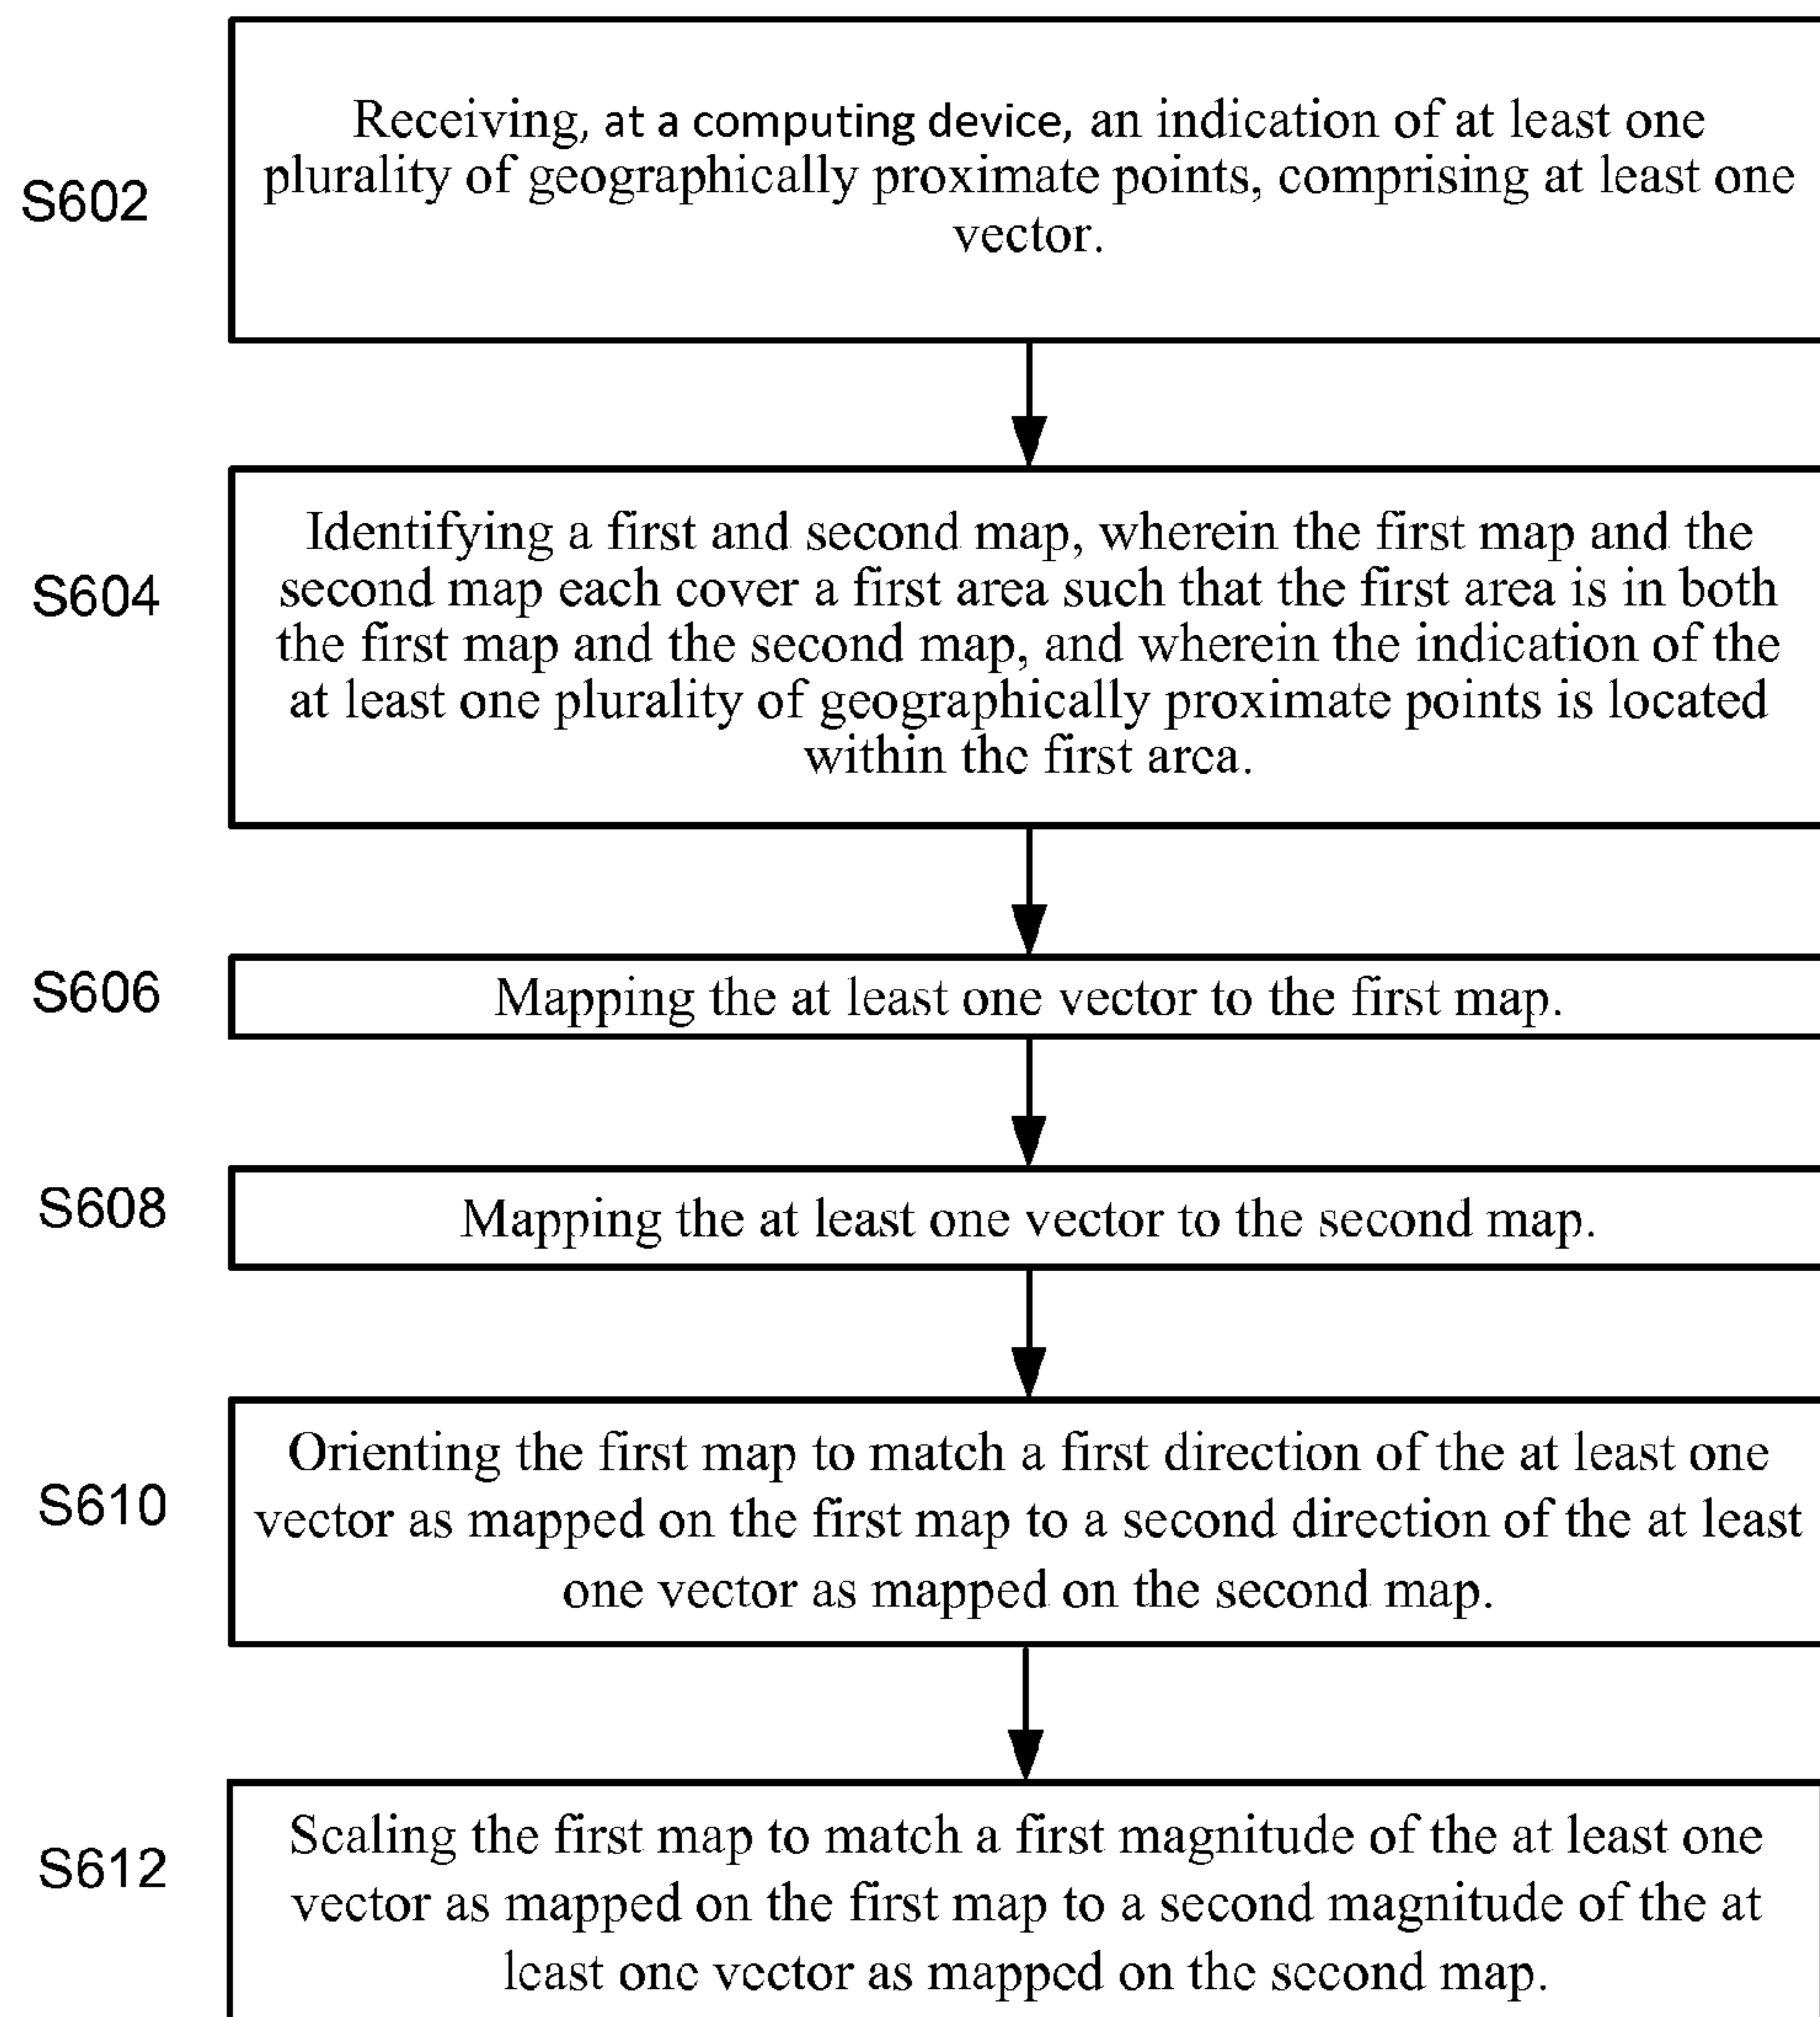 S602
Receiving, at a computing device, an indication of at least one
plurality of geographically proximate points, comprising at least one
vector.
S604
Identifying a first and second map, wherein the first map and the
second map each cover a first area such that the first area is in both
the first map and the second map, and wherein the indication of the
at least one plurality of geographically proximate points is located
within the first area.
S606
Mapping the at least one vector to the first map.
S608
Mapping the at least one vector to the second map.
S610
Orienting the first map to match a first direction of the at least one
vector as mapped on the first map to a second direction of the at least
one vector as mapped on the second map.
S612
Scaling the first map to match a first magnitude of the at least one
vector as mapped on the first map to a second magnitude of the at
least one vector as mapped on the second map.